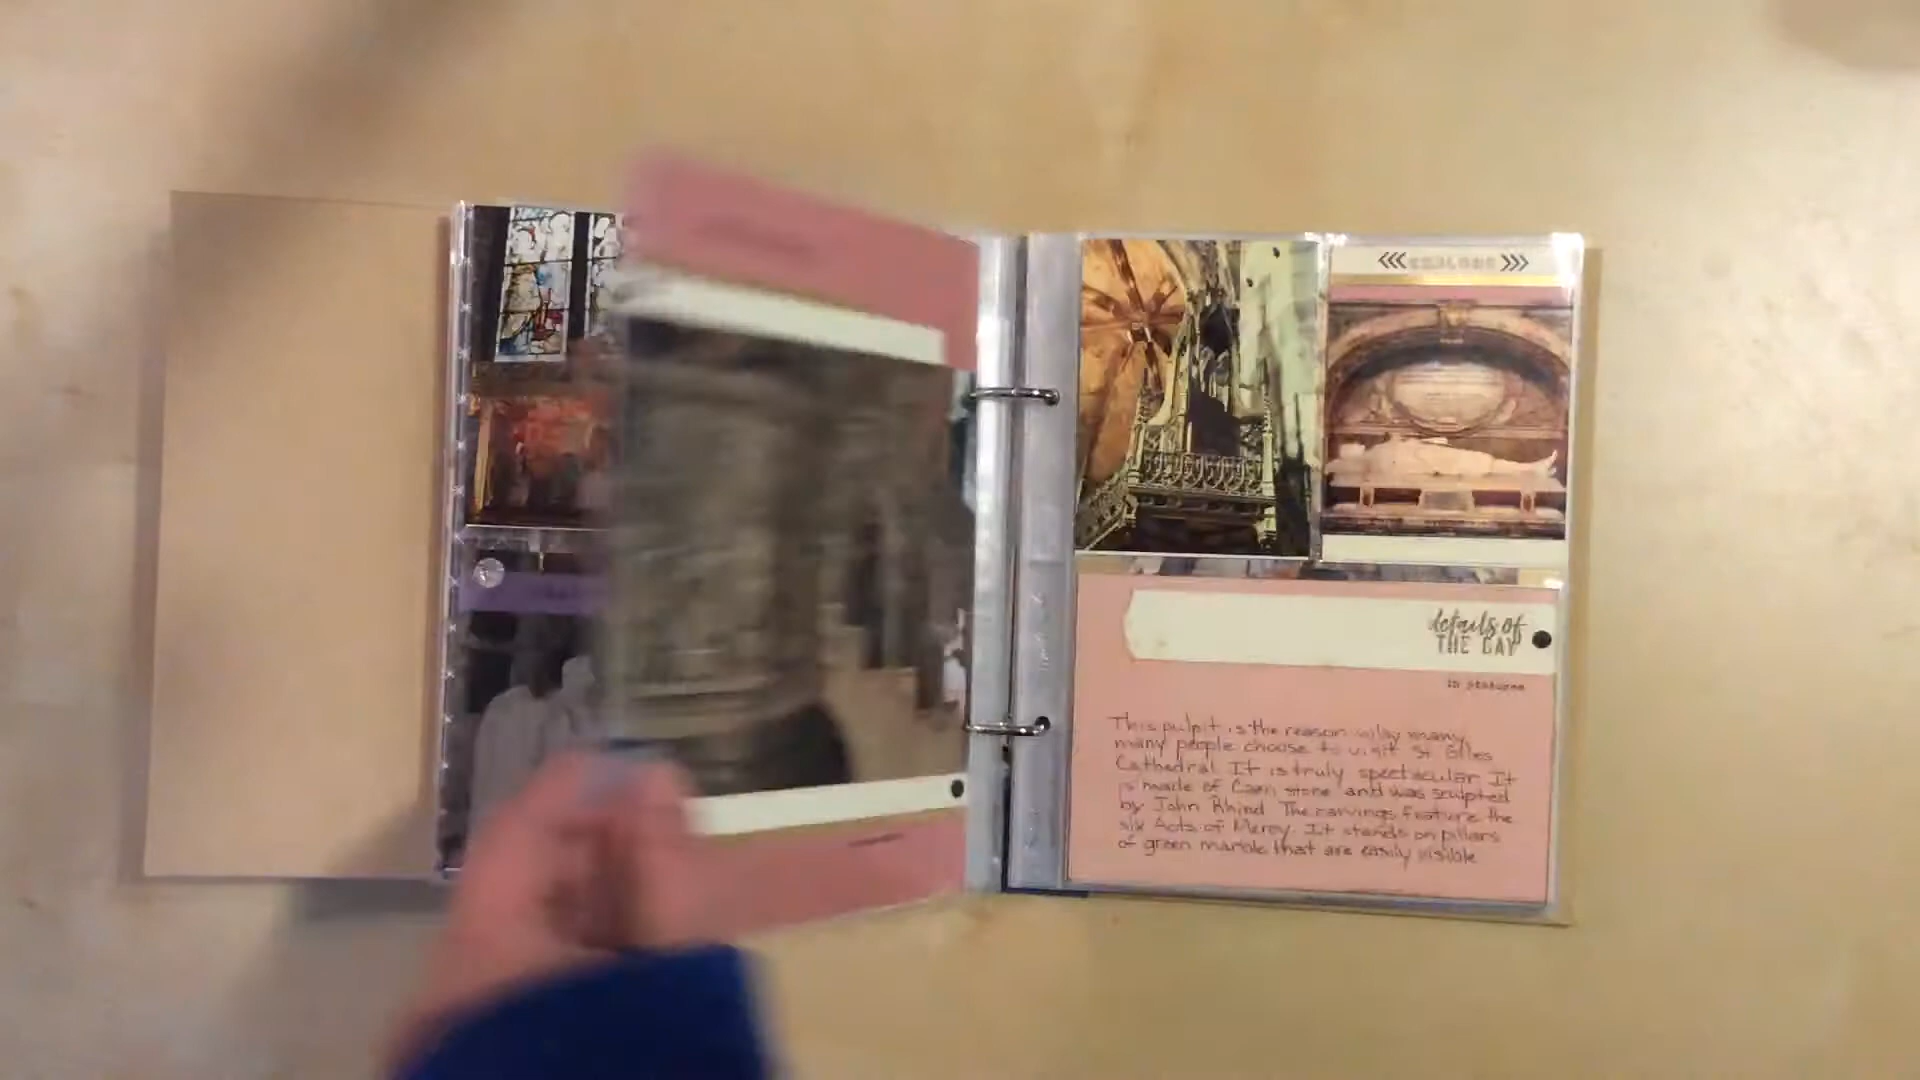 details of
THE DAY
This pulpit is the reason why many
many people choose to visit St Giles
Cathedral. It is truly spectacular. It
is made of Caen stone and was sculpted
by John Rhind. The carvings feature the
six Acts of Mercy. It stands on pillars
of green marble that are easily visible